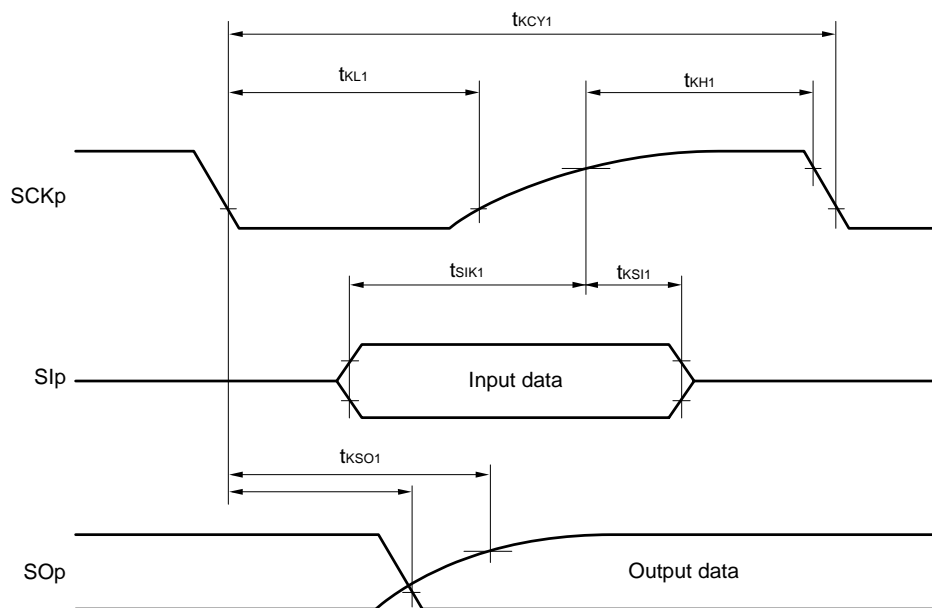 tKCY1
tKL1
tKH1
SCKp
tSIK1
tKSI1
SIp
Input data
tKSO1
SOp
Output data